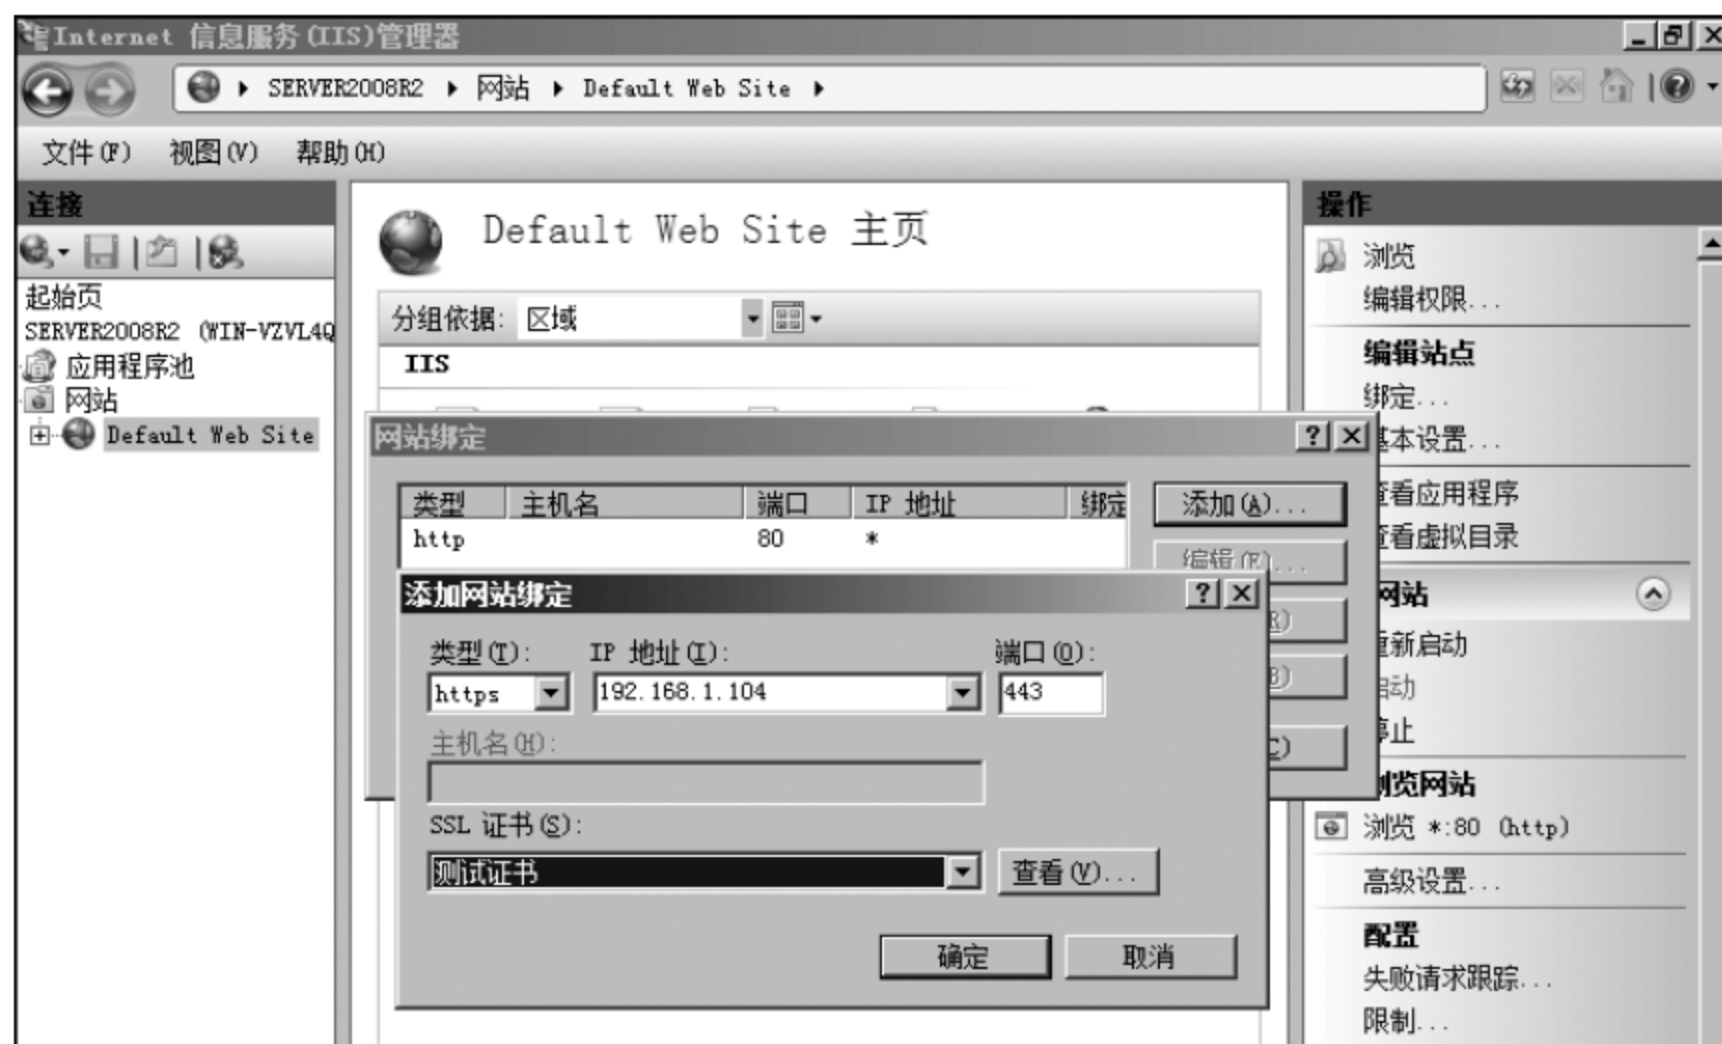 Internet 信息服务(IIS)管理器
SERVER2008R2 网站 Default Web Site
文件(F) 视图(V) 帮助(H)
连接
起始页
SERVER2008R2 (WIN-VZVL4Q
应用程序池
网站
Default Web Site
Default Web Site 主页
分组依据: 区域
IIS
网站绑定
类型 主机名 端口 IP 地址 绑定
http 80 *
添加(A)...
编辑(E)...
R)
B)
C)
添加网站绑定
类型(T): IP 地址(I): 端口(O):
https 192.168.1.104 443
主机名(H):
SSL 证书(S):
测试证书 查看(V)...
确定 取消
操作
浏览
编辑权限...
编辑站点
绑定...
基本设置...
查看应用程序
查看虚拟目录
网站
重新启动
启动
停止
浏览网站
浏览 *:80 (http)
高级设置...
配置
失败请求跟踪...
限制...